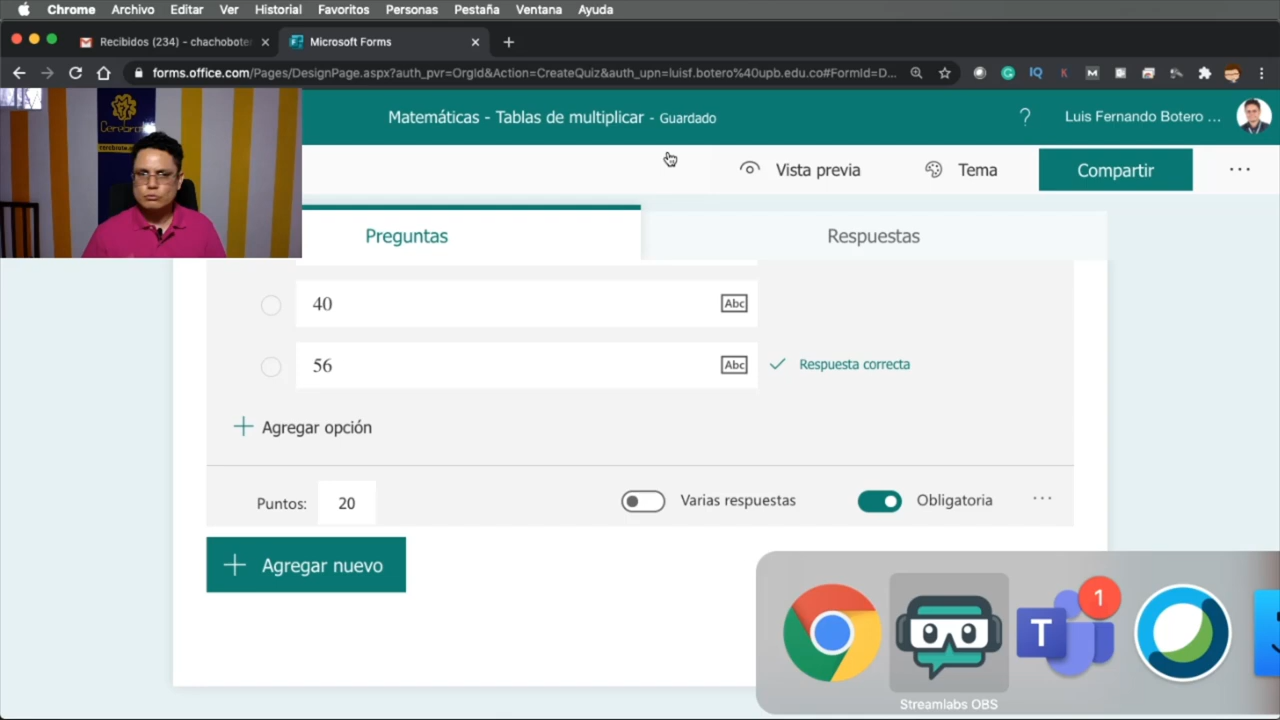 Chrome Archivo Editar Ver Historial Favoritos Personas Pestaña Ventana Ayuda
Recibidos (234) - chachobote
Microsoft Forms
forms.office.com/Pages/DesignPage.aspx?auth_pvr=OrgId&Action=CreateQuiz&auth_upn=luisf.botero%40upb.edu.co#FormId=D...
IQ
K
M
Matemáticas - Tablas de multiplicar - Guardado
?
Luis Fernando Botero ...
Vista previa
Tema
Compartir
...
Preguntas
Respuestas
40
Abc
56
Abc
Respuesta correcta
Agregar opción
Puntos: 20
Varias respuestas
Obligatoria
...
Agregar nuevo
T
1
Streamlabs OBS